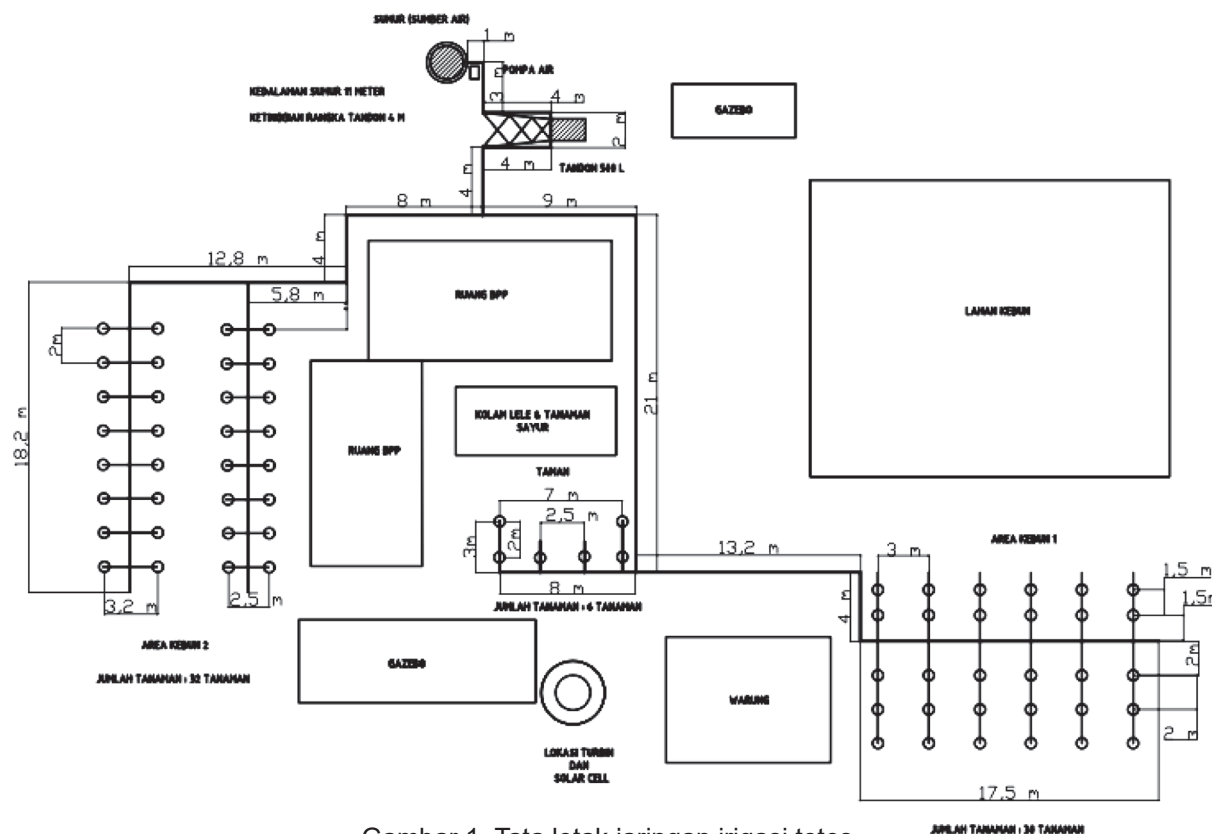 SUMUR (SUMBER AIR)
1 m
POMPA AIR
3 m
KEDALAMAN SUMUR 11 METER
KETINGGIAN RANGKA TANDON 4 M
4 m
2 m
4 m
TANDON 500 L
4 m
GAZEBO
8 m
9 m
4 m
12,8 m
5,8 m
RUANG BPP
LAHAN KEBUN
2m
18,2 m
21 m
KOLAM LELE & TANAMAN
SAYUR
RUANG BPP
TAMAN
7 m
2,5 m
3m
2m
8 m
13,2 m
AREA KEBUN 1
3 m
1,5 m
1,5m
4 m
2m
2 m
17,5 m
3,2 m
2,5 m
JUMLAH TANAMAN : 6 TANAMAN
AREA KEBUN 2
JUMLAH TANAMAN : 32 TANAMAN
GAZEBO
WARUNG
LOKASI TURBIN
DAN
SOLAR CELL
JUMLAH TANAMAN : 30 TANAMAN
Gambar 1. Tata letak jaringan irigasi tetes